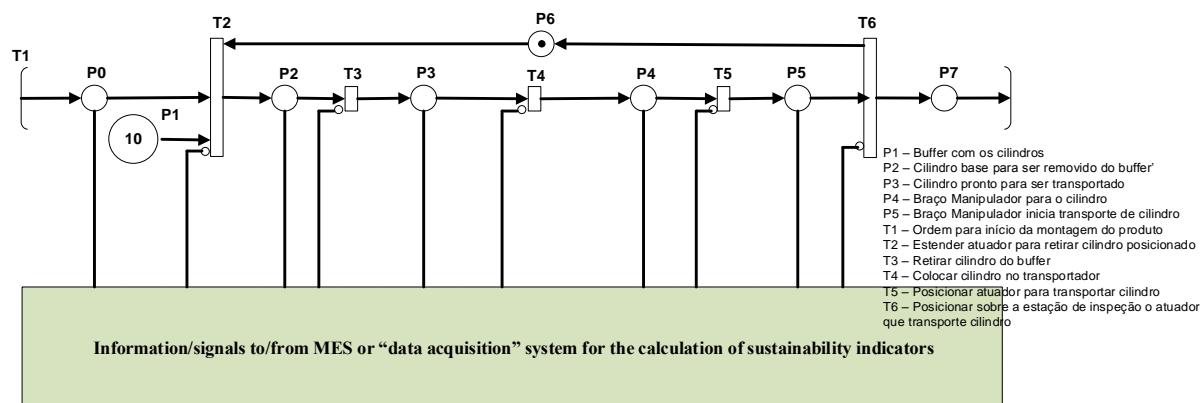 T2
P6
T6
T1
P0
P2
T3
P3
T4
P4
T5
P5
P7
P1
10
P1 – Buffer com os cilindros
P2 – Cilindro base para ser removido do buffer'
P3 – Cilindro pronto para ser transportado
P4 – Braço Manipulador para o cilindro
P5 – Braço Manipulador inicia transporte de cilindro
T1 – Ordem para início da montagem do produto
T2 – Estender atuador para retirar cilindro posicionado
T3 – Retirar cilindro do buffer
T4 – Colocar cilindro no transportador
T5 – Posicionar atuador para transportar cilindro
T6 – Posicionar sobre a estação de inspeção o atuador
que transporte cilindro
Information/signals to/from MES or “data acquisition” system for the calculation of sustainability indicators